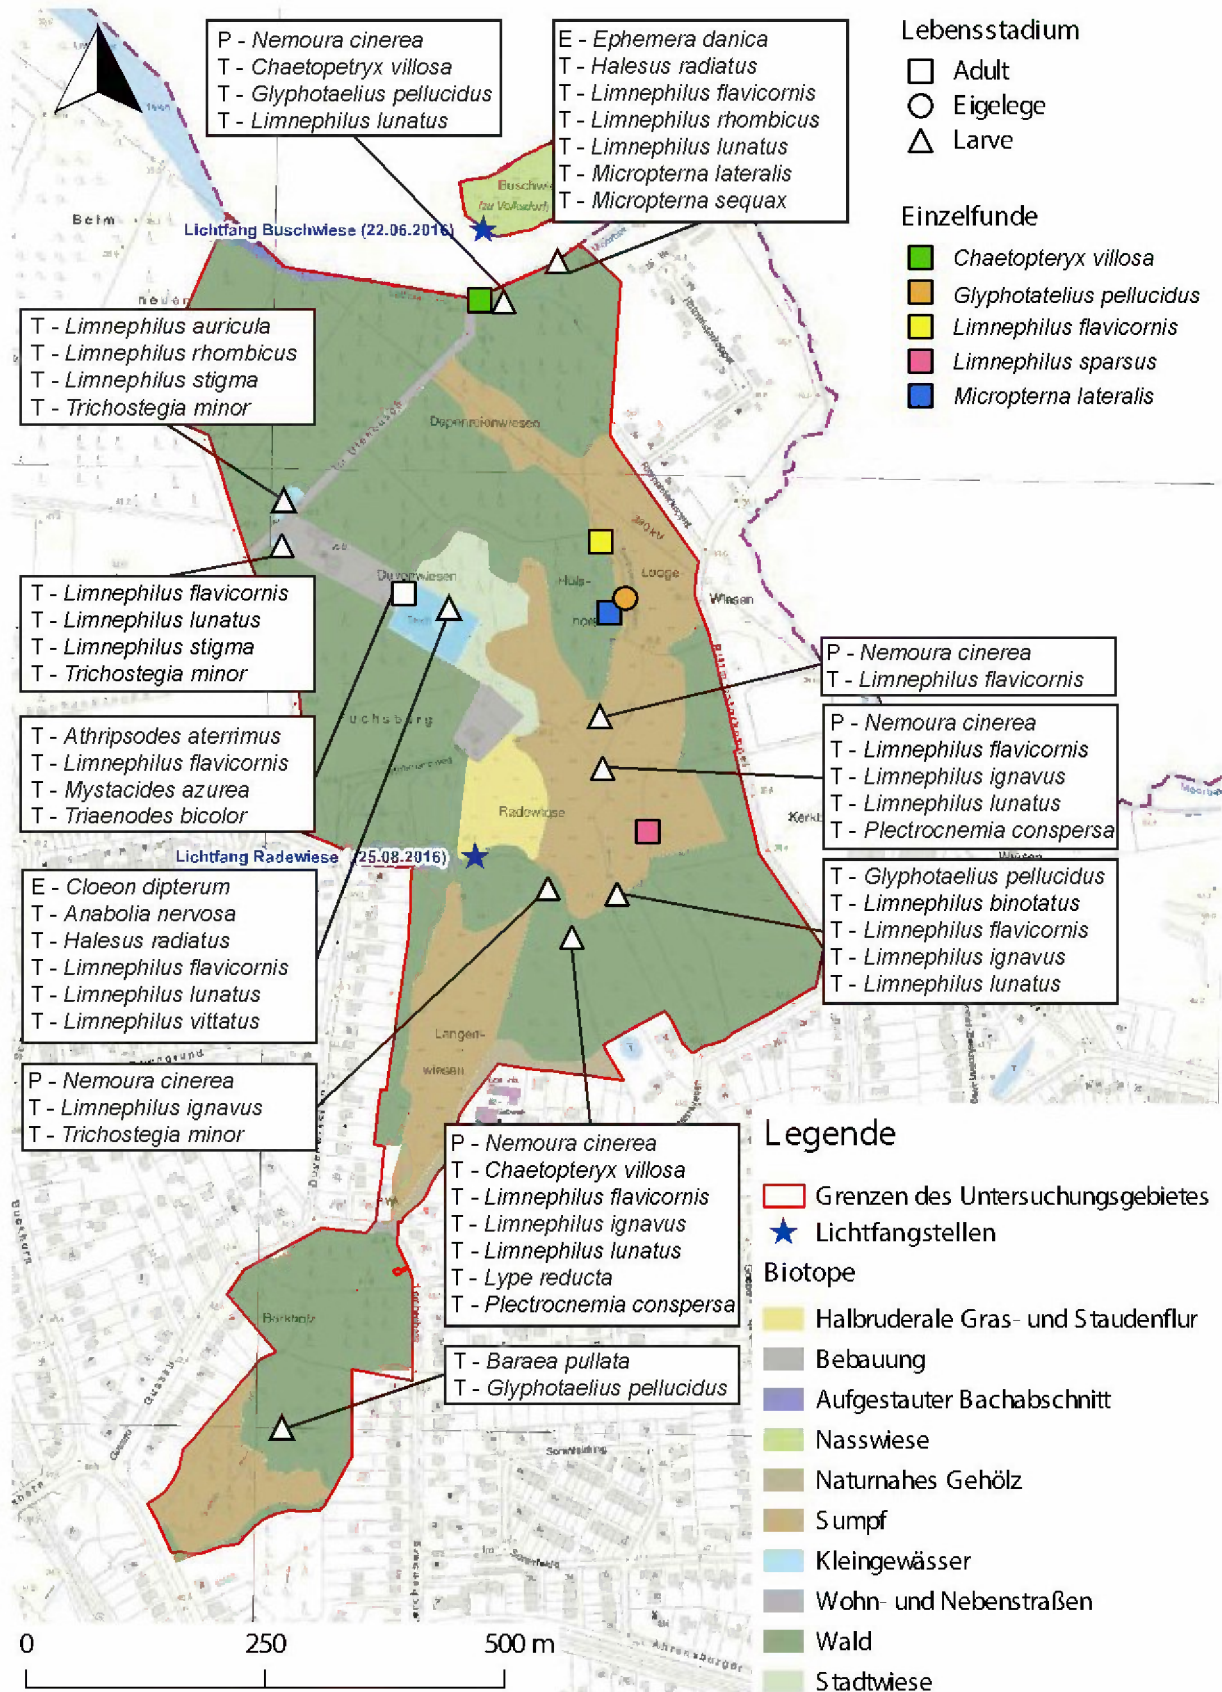 P - Nemoura cinerea
T - Chaetopetryx villosa
T - Glyphotaelius pellucidus
T - Limnephilus lunatus
E - Ephemera danica
T - Halesus radiatus
T - Limnephilus flavicornis
T - Limnephilus rhombicus
T - Limnephilus lunatus
T - Micropterna lateralis
T - Micropterna sequax
Lebensstadium
Adult
Eigelege
Larve
Einzelfunde
Chaetopteryx villosa
Glyphotatelius pellucidus
Limnephilus flavicornis
Limnephilus sparsus
Micropterna lateralis
Lichtfang Buschwiese (22.06.2016)
T - Limnephilus auricula
T - Limnephilus rhombicus
T - Limnephilus stigma
T - Trichostegia minor
Depenreienwiesen
Duvenwiesen
T - Limnephilus flavicornis
T - Limnephilus lunatus
T - Limnephilus stigma
T - Trichostegia minor
Looge
Wiesen
P - Nemoura cinerea
T - Limnephilus flavicornis
T - Athripsodes aterrimus
T - Limnephilus flavicornis
T - Mystacides azurea
T - Triaenodes bicolor
P - Nemoura cinerea
T - Limnephilus flavicornis
T - Limnephilus ignavus
T - Limnephilus lunatus
T - Plectrocnemia conspersa
Radewiese
Lichtfang Radewiese (25.08.2016)
E - Cloeon dipterum
T - Anabolia nervosa
T - Halesus radiatus
T - Limnephilus flavicornis
T - Limnephilus lunatus
T - Limnephilus vittatus
T - Glyphotaelius pellucidus
T - Limnephilus binotatus
T - Limnephilus flavicornis
T - Limnephilus ignavus
T - Limnephilus lunatus
P - Nemoura cinerea
T - Limnephilus ignavus
T - Trichostegia minor
Langen-
wiesen
P - Nemoura cinerea
T - Chaetopteryx villosa
T - Limnephilus flavicornis
T - Limnephilus ignavus
T - Limnephilus lunatus
T - Lype reducta
T - Plectrocnemia conspersa
Berkholz
T - Baraea pullata
T - Glyphotaelius pellucidus
Legende
Grenzen des Untersuchungsgebietes
Lichtfangstellen
Biotope
Halbruderale Gras- und Staudenflur
Bebauung
Aufgestauter Bachabschnitt
Nasswiese
Naturnahes Gehölz
Sumpf
Kleingewässer
Wohn- und Nebenstraßen
Wald
Stadtwiese
Ahrensburger
0 250 500 m